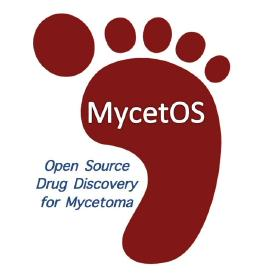 MycetOS
Open Source
Drug Discovery
for Mycetoma